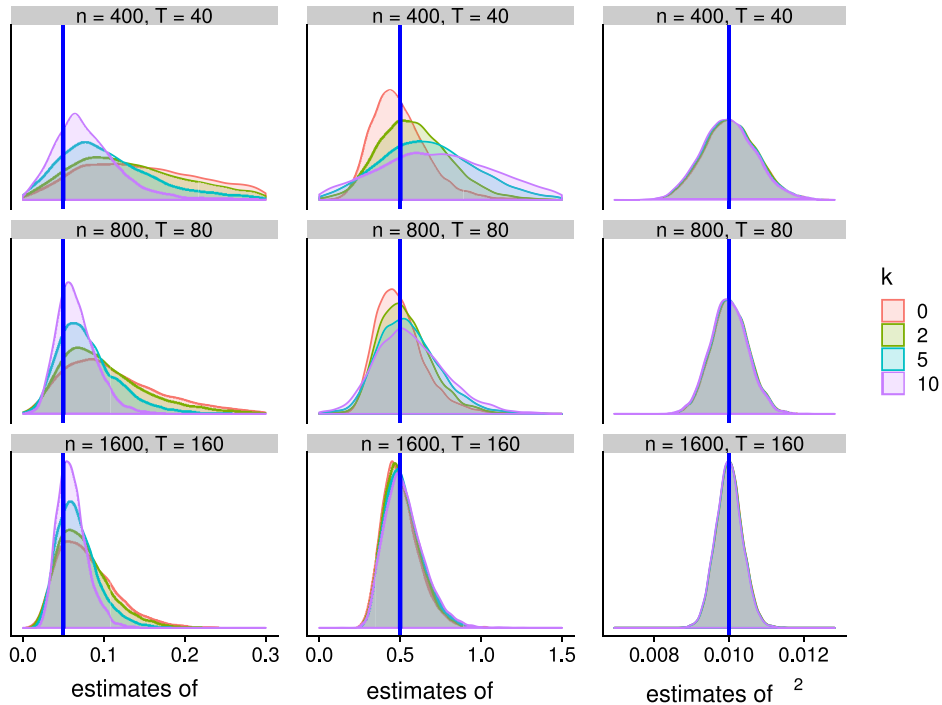 n = 400, T = 40
n = 400, T = 40
n = 400, T = 40
n = 800, T = 80
n = 800, T = 80
n = 800, T = 80
n = 1600, T = 160
n = 1600, T = 160
n = 1600, T = 160
k
0
2
5
10
0.0 0.1 0.2 0.3
0.0 0.5 1.0 1.5
0.008 0.010 0.012
estimates of
estimates of
estimates of 2